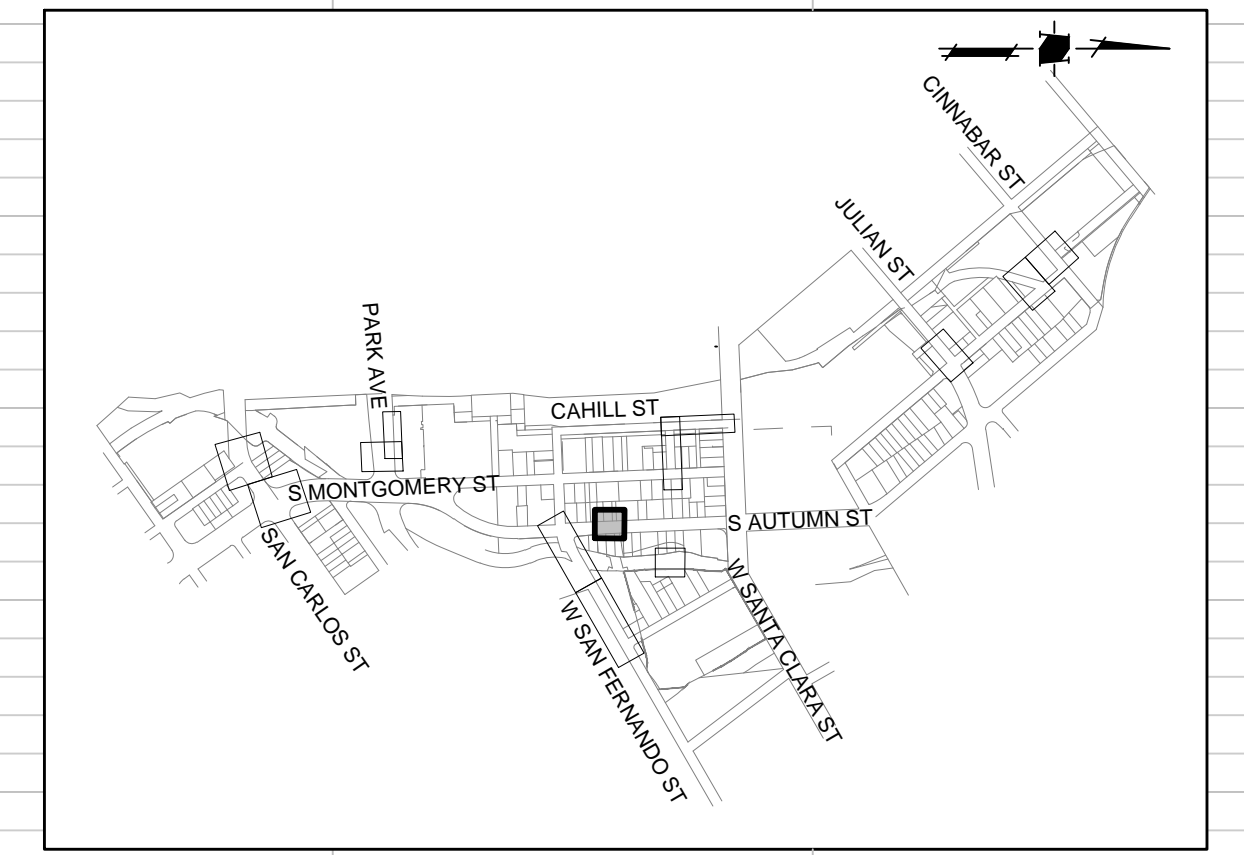 CINNABAR ST
JULIAN ST
PARK AVE
CAHILL ST
S MONTGOMERY ST
S AUTUMN ST
SAN CARLOS ST
W SANTA CLARA ST
W SAN FERNANDO ST